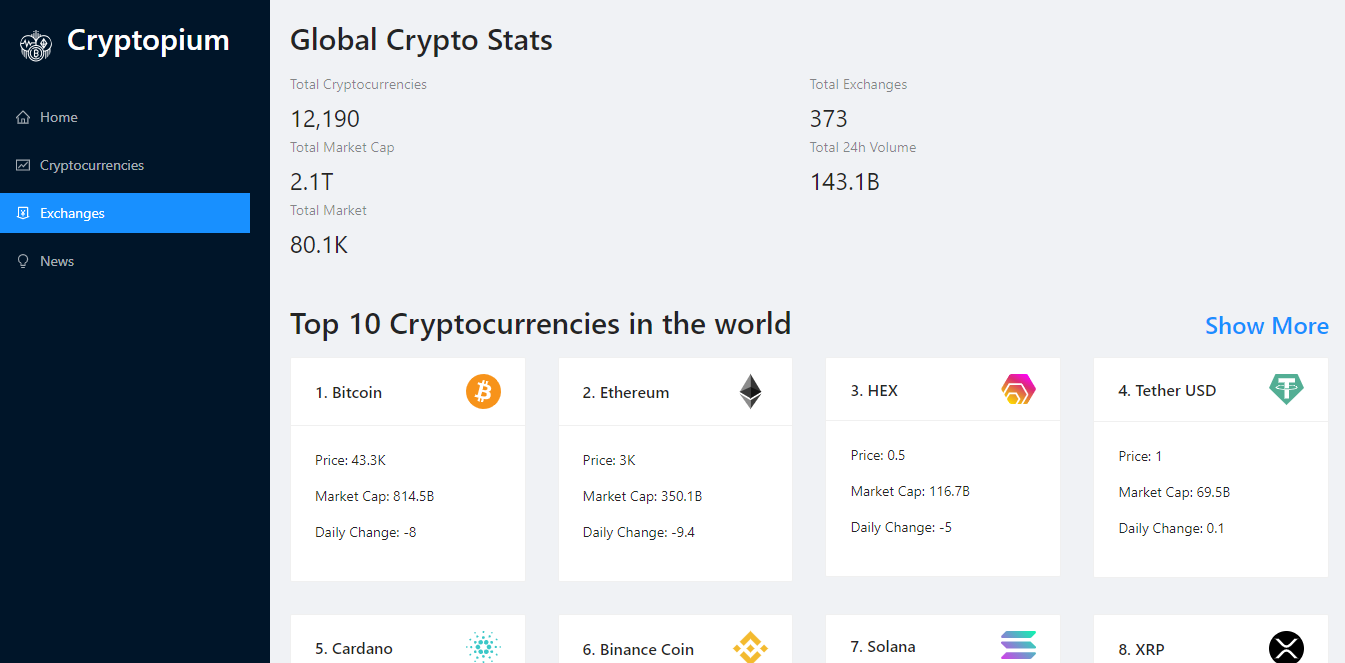 Cryptopium
Home
Cryptocurrencies
Exchanges
News
Global Crypto Stats
Total Cryptocurrencies
12,190
Total Exchanges
373
Total Market Cap
2.1T
Total 24h Volume
143.1B
Total Market
80.1K
Top 10 Cryptocurrencies in the world
Show More
1. Bitcoin
Price: 43.3K
Market Cap: 814.5B
Daily Change: -8
2. Ethereum
Price: 3K
Market Cap: 350.1B
Daily Change: -9.4
3. HEX
Price: 0.5
Market Cap: 116.7B
Daily Change: -5
4. Tether USD
Price: 1
Market Cap: 69.5B
Daily Change: 0.1
5. Cardano
6. Binance Coin
7. Solana
8. XRP